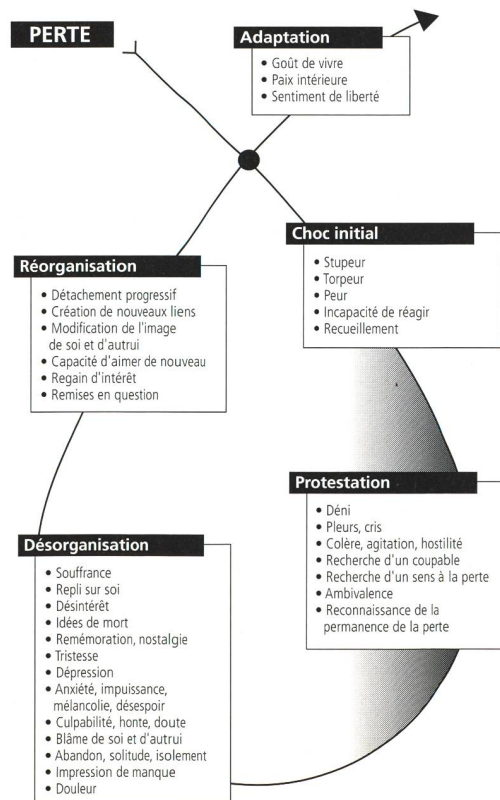 PERTE
Adaptation
• Goût de vivre
• Paix intérieure
• Sentiment de liberté
Choc initial
• Stupeur
• Torpeur
• Peur
• Incapacité de réagir
• Recueillement
Protestation
• Déni
• Pleurs, cris
• Colère, agitation, hostilité
• Recherche d'un coupable
• Recherche d'un sens à la perte
• Ambivalence
• Reconnaissance de la
permanence de la perte
Désorganisation
• Souffrance
• Repli sur soi
• Désintérêt
• Idées de mort
• Remémoration, nostalgie
• Tristesse
• Dépression
• Anxiété, impuissance,
mélancolie, désespoir
• Culpabilité, honte, doute
• Blâme de soi et d'autrui
• Abandon, solitude, isolement
• Impression de manque
• Douleur
Réorganisation
• Détachement progressif
• Création de nouveaux liens
• Modification de l'image
de soi et d'autrui
• Capacité d'aimer de nouveau
• Regain d'intérêt
• Remises en question